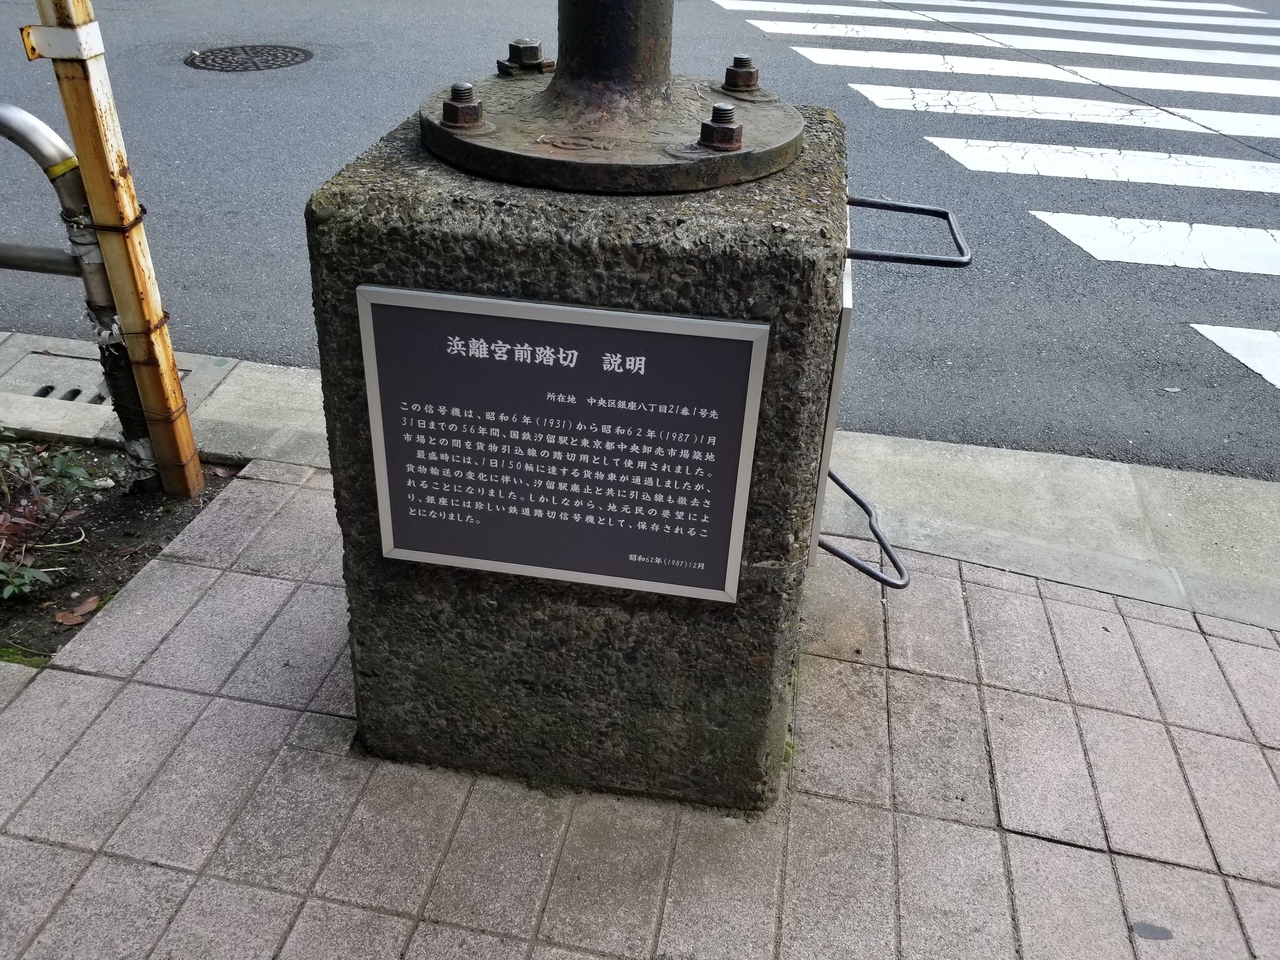 浜離宮前踏切 説明
所在地 中央区銀座八丁目21番1号先
この信号機は、昭和6年(1931)から昭和62年(1987)1月
31日までの56年間、国鉄汐留駅と東京都中央卸売市場築地
市場との間を貨物引込線の踏切用として使用されました。
最盛時には、1日150輌に達する貨物車が通過しましたが、
貨物輸送の変化に伴い、汐留駅廃止と共に引込線も撤去さ
れることになりました。しかしながら、地元民の要望によ
り、銀座には珍しい鉄道踏切信号機として、保存されるこ
とになりました。
昭和62年(1987)12月